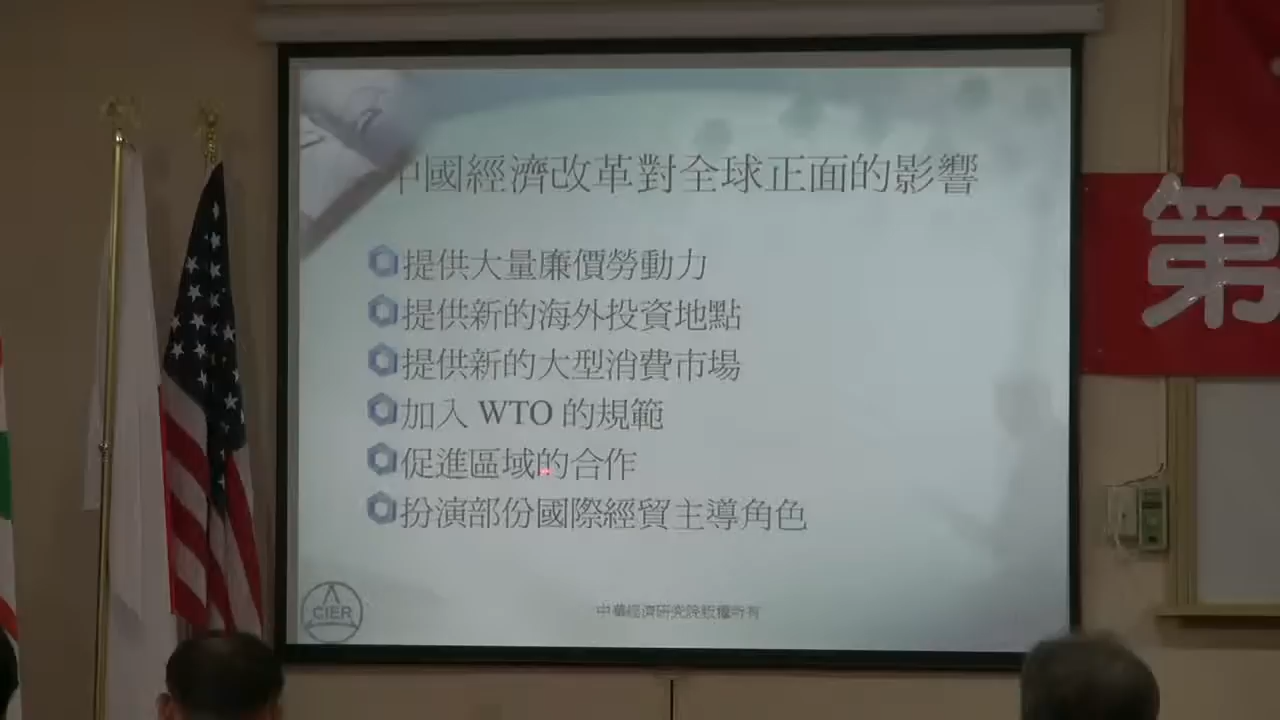 中國經濟改革對全球正面的影響
提供大量廉價勞動力
提供新的海外投資地點
提供新的大型消費市場
加入 WTO 的規範
促進區域的合作
扮演部份國際經貿主導角色
CIER
中華經濟研究院版權所有
第